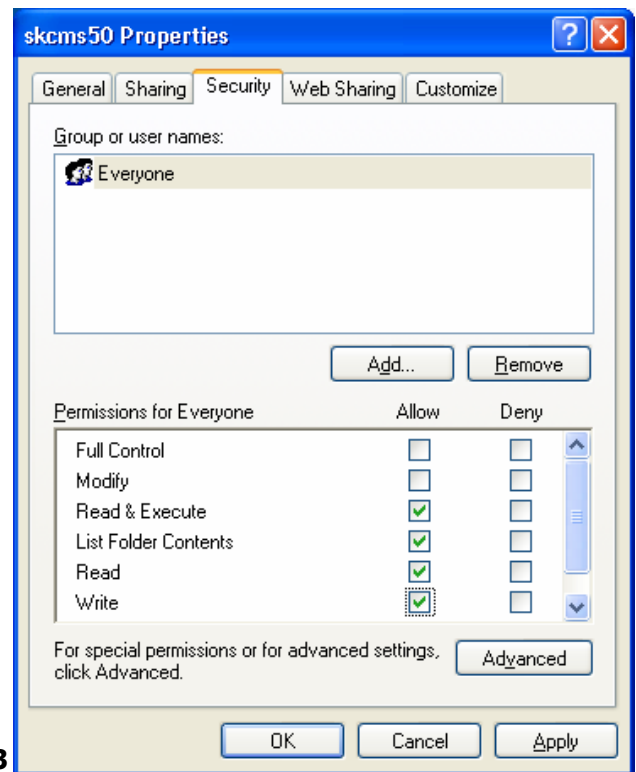 skcms50 Properties
General Sharing Security Web Sharing Customize
Group or user names:
Everyone
Add... Remove
Permissions for Everyone Allow Deny
Full Control
Modify
Read & Execute
List Folder Contents
Read
Write
For special permissions or for advanced settings,
click Advanced.
Advanced
OK Cancel Apply
3